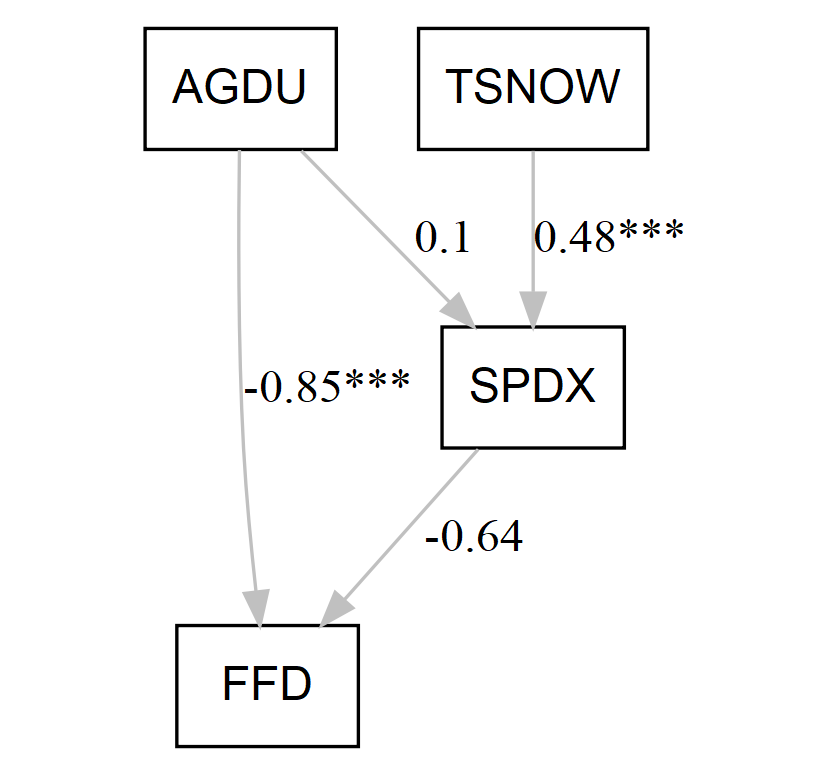 AGDU TSNOW
0.1 0.48***
-0.85*** SPDX
-0.64
FFD